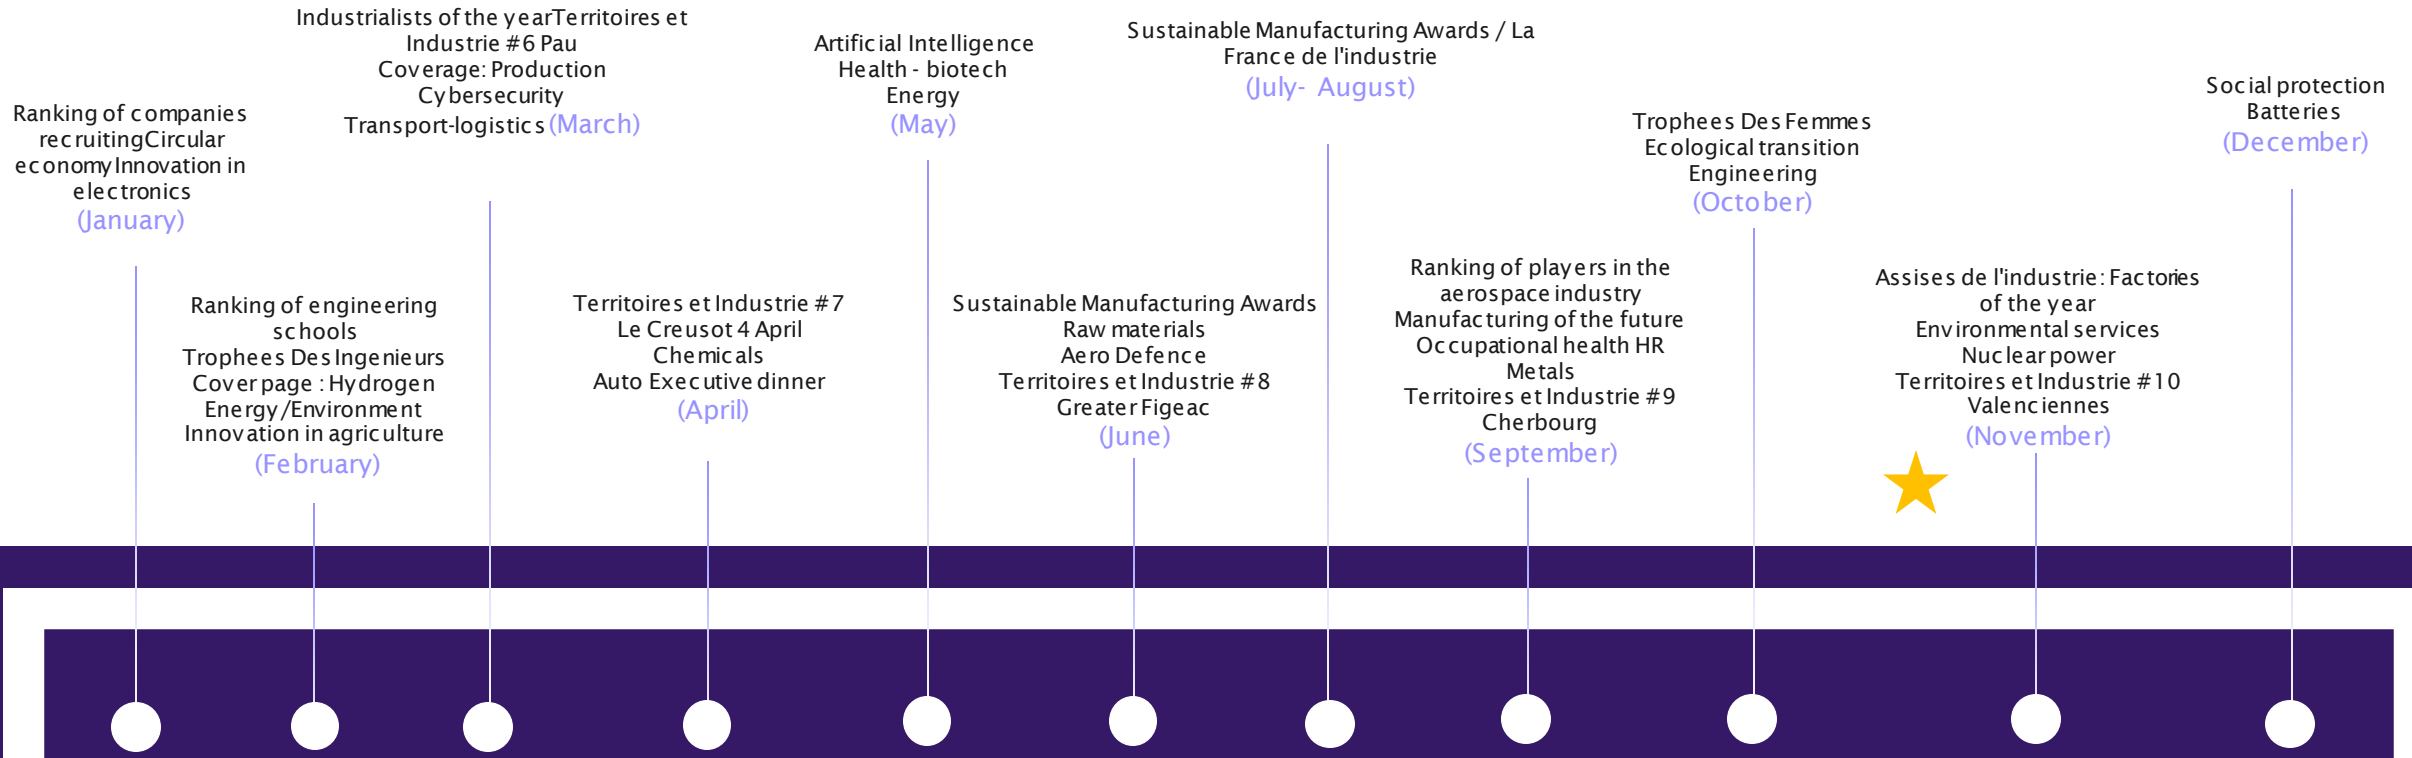 Ranking of companies
recruitingCircular
economyInnovation in
electronics
(January)
Ranking of engineering
schools
Trophees Des Ingenieurs
Cover page : Hydrogen
Energy/Environment
Innovation in agriculture
(February)
Industrialists of the yearTerritoires et
Industrie #6 Pau
Coverage: Production
Cybersecurity
Transport-logistics (March)
Territoires et Industrie #7
Le Creusot 4 April
Chemicals
Auto Executive dinner
(April)
Artificial Intelligence
Health - biotech
Energy
(May)
Sustainable Manufacturing Awards
Raw materials
Aero Defence
Territoires et Industrie #8
Greater Figeac
(June)
Sustainable Manufacturing Awards / La
France de l'industrie
(July- August)
Ranking of players in the
aerospace industry
Manufacturing of the future
Occupational health HR
Metals
Territoires et Industrie #9
Cherbourg
(September)
Trophees Des Femmes
Ecological transition
Engineering
(October)
Assises de l'industrie: Factories
of the year
Environmental services
Nuclear power
Territoires et Industrie #10
Valenciennes
(November)
Social protection
Batteries
(December)